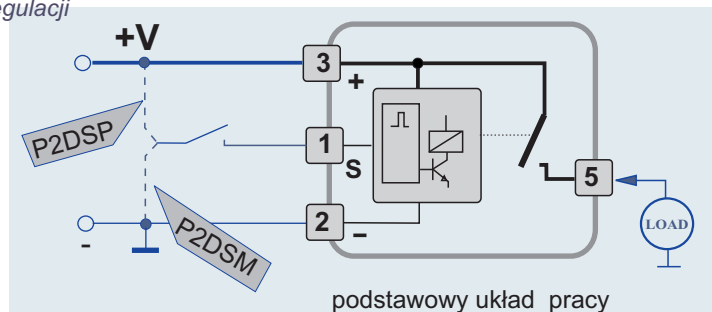 egulacji
+V
3
+
P2DSP
1
S
5
2
-
P2DSM
LOAD
-
podstawowy układ pracy